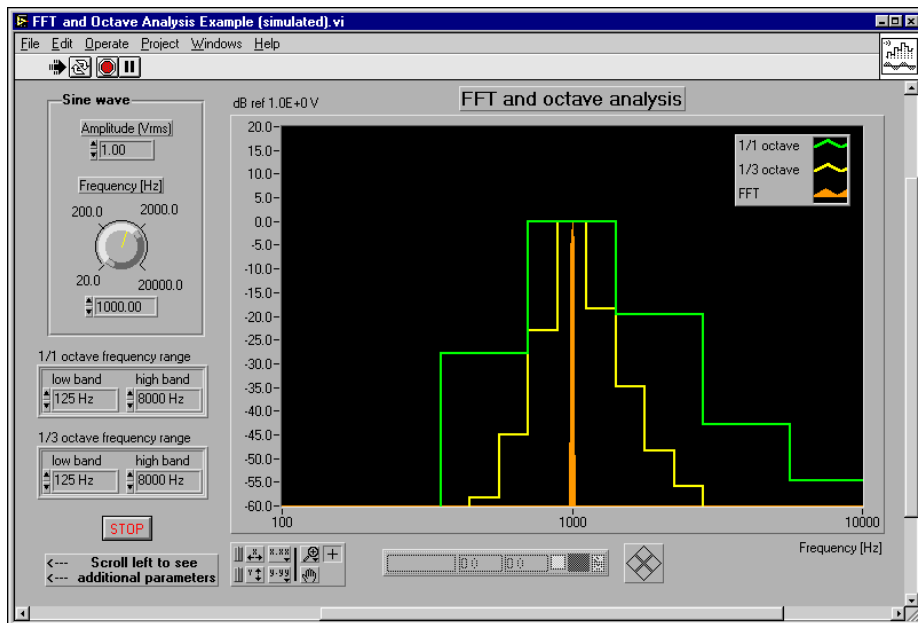 FFT and Octave Analysis Example (simulated).vi
File Edit Operate Project Windows Help
Sine wave
Amplitude (Vrms)
1.00
Frequency [Hz]
200.0 2000.0
20.0 20000.0
1000.00
1/1 octave frequency range
low band high band
125 Hz 8000 Hz
1/3 octave frequency range
low band high band
125 Hz 8000 Hz
STOP
<--- Scroll left to see
<--- additional parameters
dB ref 1.0E+0 V
FFT and octave analysis
20.0
15.0
10.0
5.0
0.0
-5.0
-10.0
-15.0
-20.0
-25.0
-30.0
-35.0
-40.0
-45.0
-50.0
-55.0
-60.0
100 1000 10000
Frequency [Hz]
1/1 octave
1/3 octave
FFT
X x.xx
Y y.yy